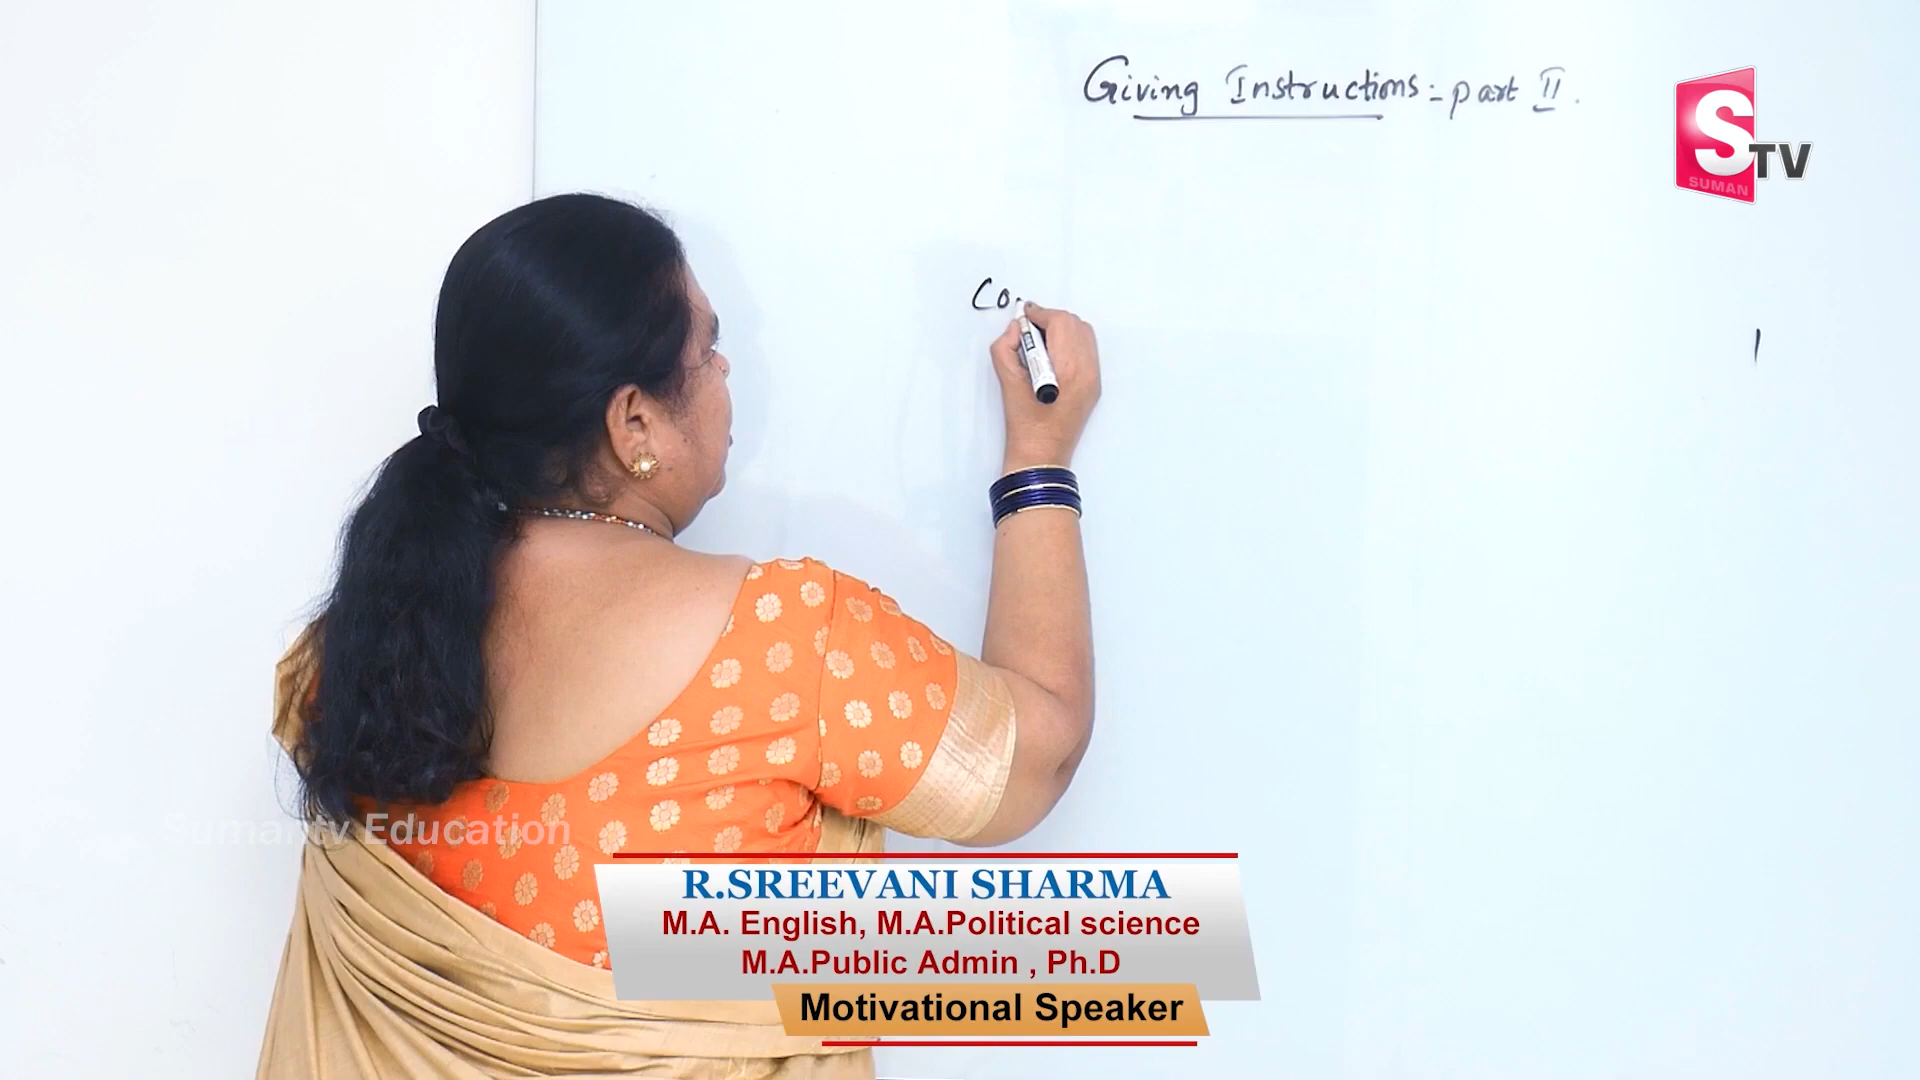 Giving Instructions = part II.
STV
SUMAN
Co
Sumantv Education
R.SREEVANI SHARMA
M.A. English, M.A.Political science
M.A.Public Admin , Ph.D
Motivational Speaker